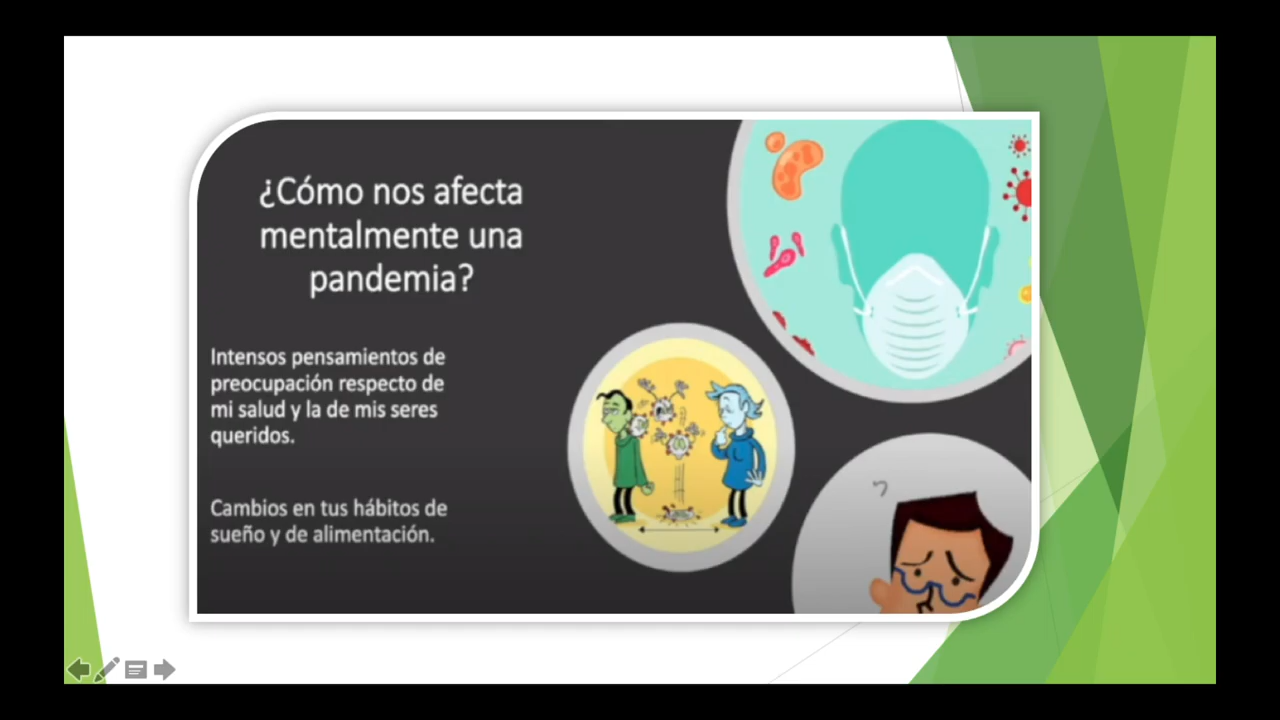 ¿Cómo nos afecta
mentalmente una
pandemia?
Intensos pensamientos de
preocupación respecto de
mi salud y la de mis seres
queridos.
Cambios en tus hábitos de
sueño y de alimentación.